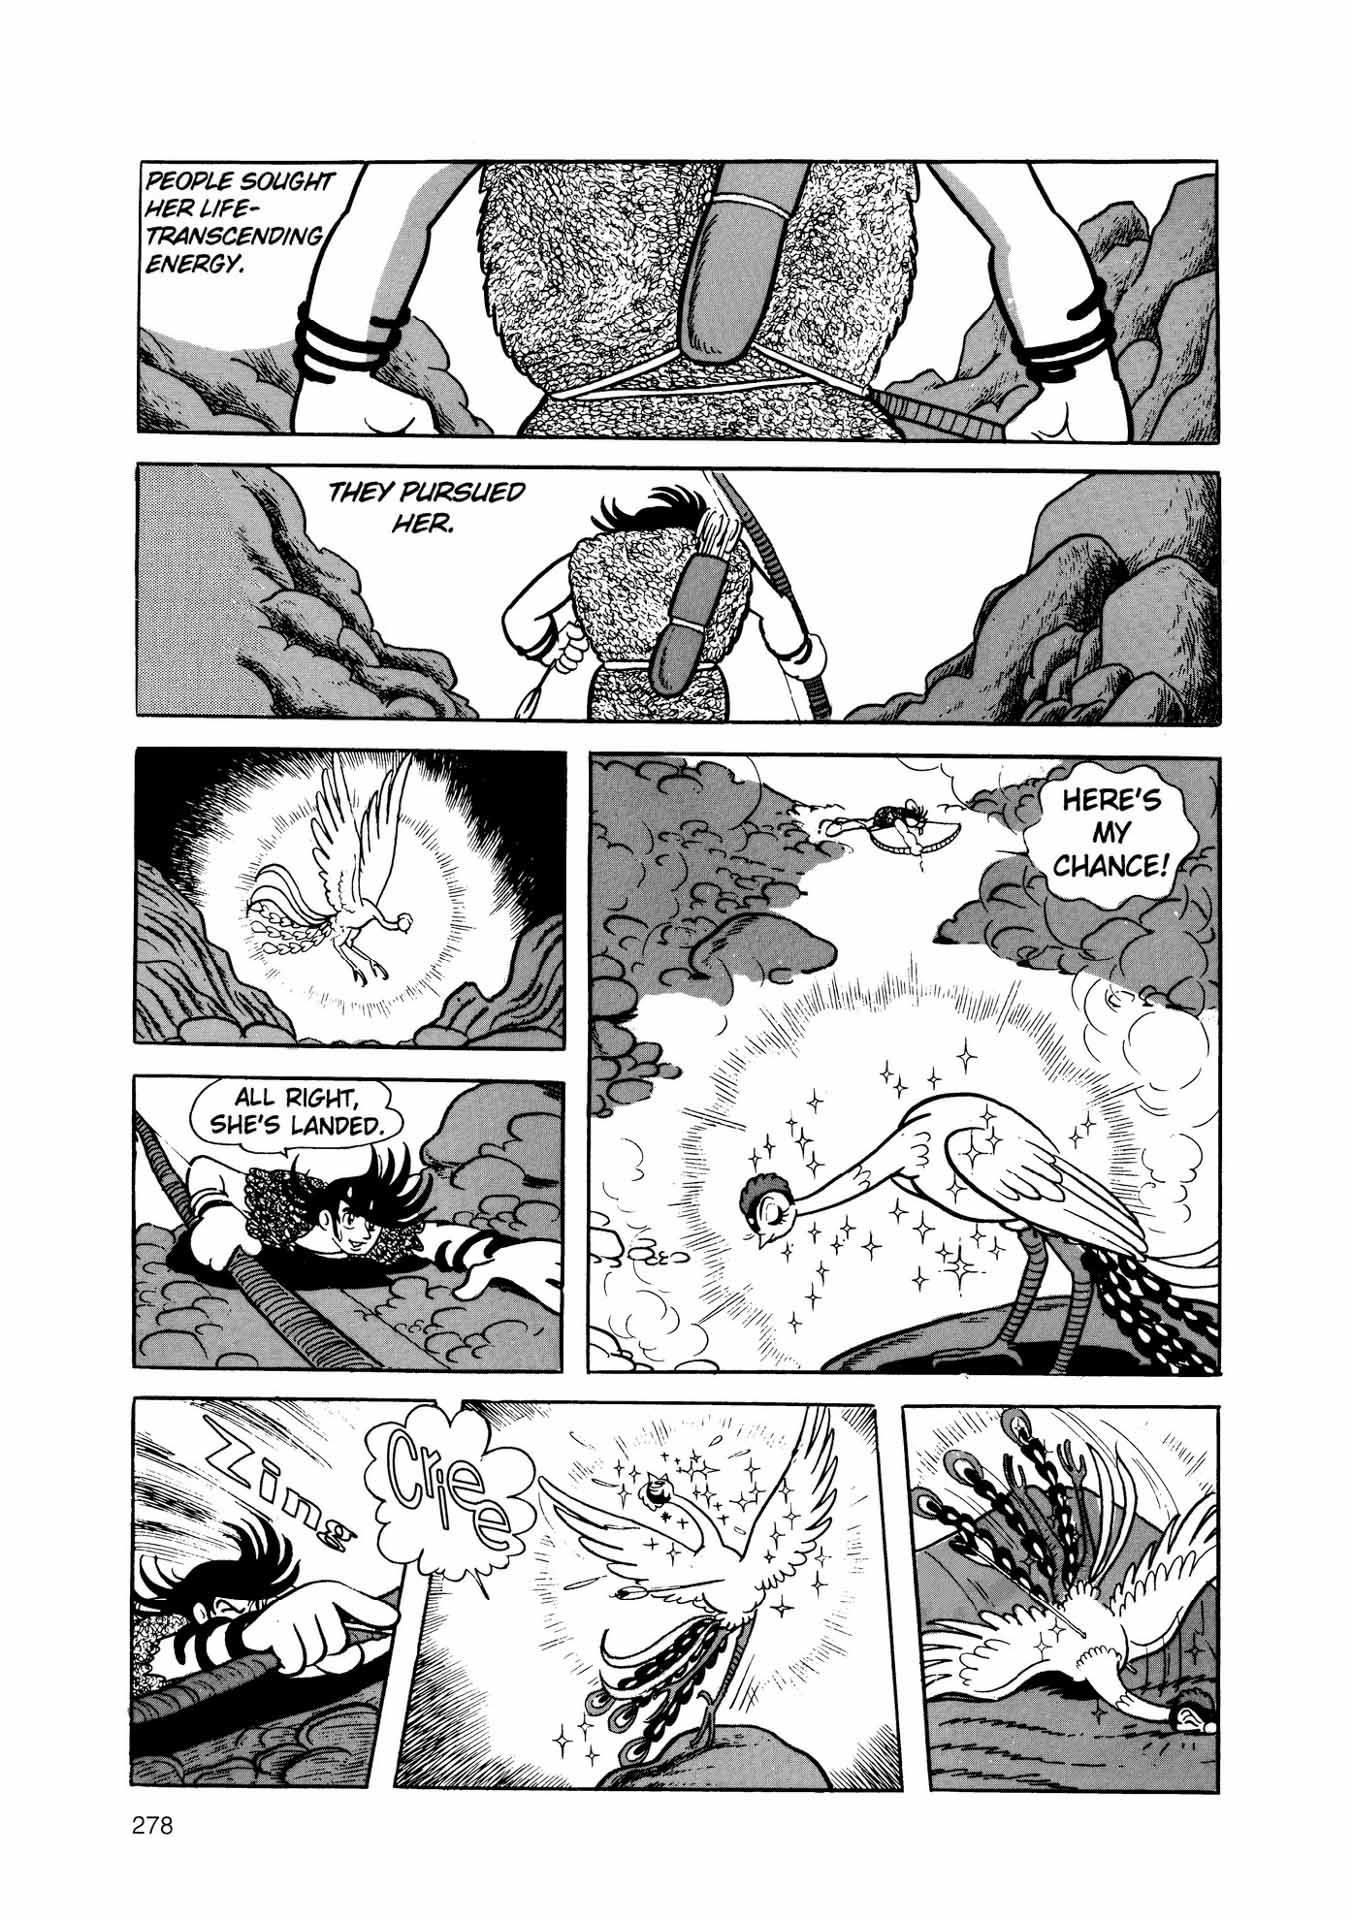 PEOPLE SOUGHT
HER LIFE-
TRANSCENDING
ENERGY.
THEY PURSUED
HER.
ALL RIGHT,
SHE'S LANDED.
HERE'S
MY
CHANCE!
Zing
Criee
278